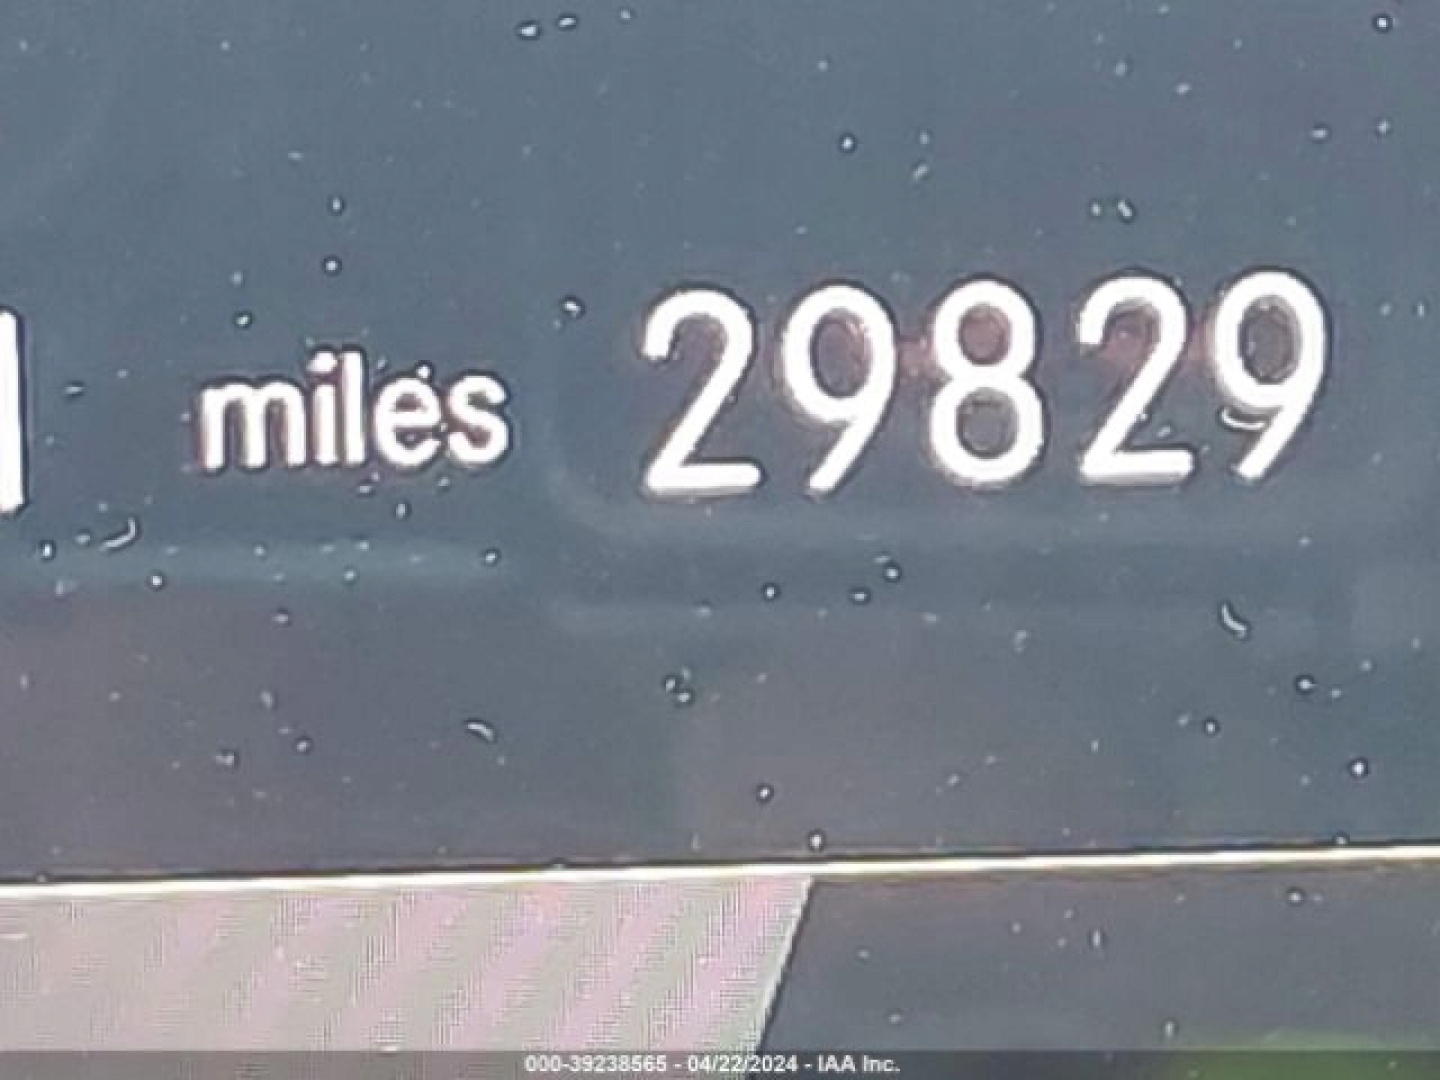 miles 29829
000-39238565 - 04/22/2024 - IAA Inc.